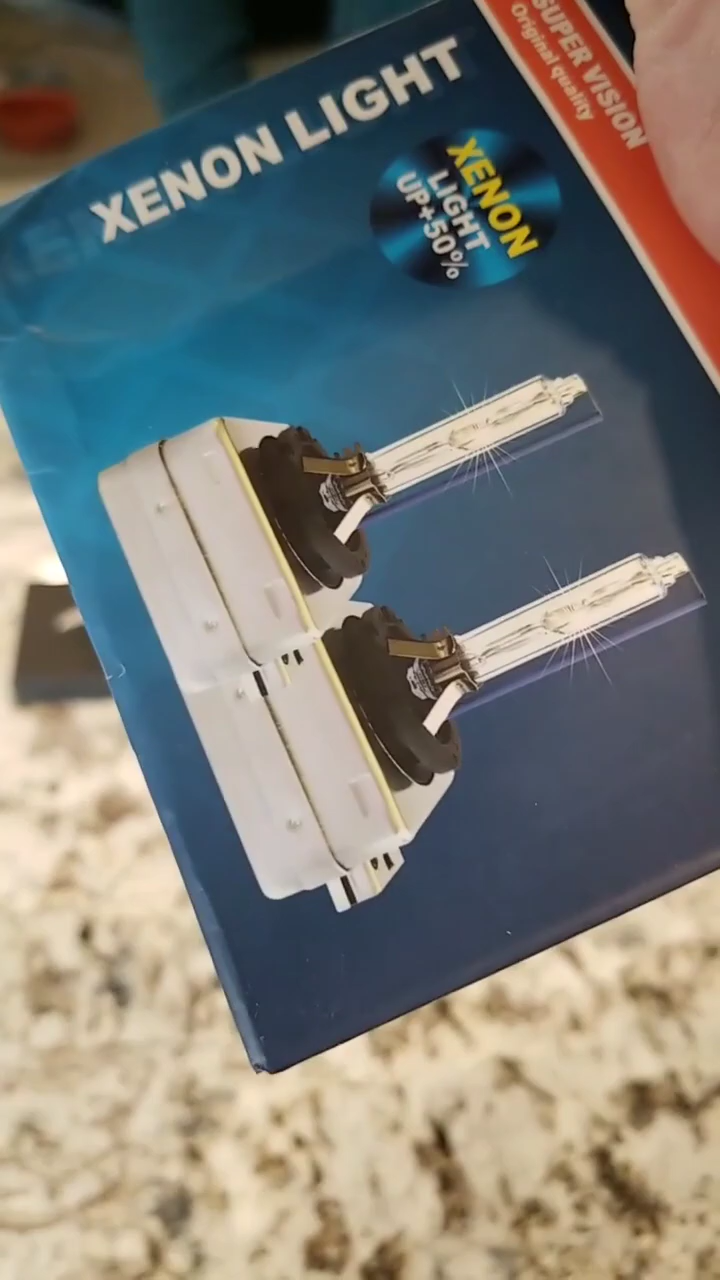 XENON LIGHT
XENON
LIGHT
UP+50%
SUPER VISION
Original quality